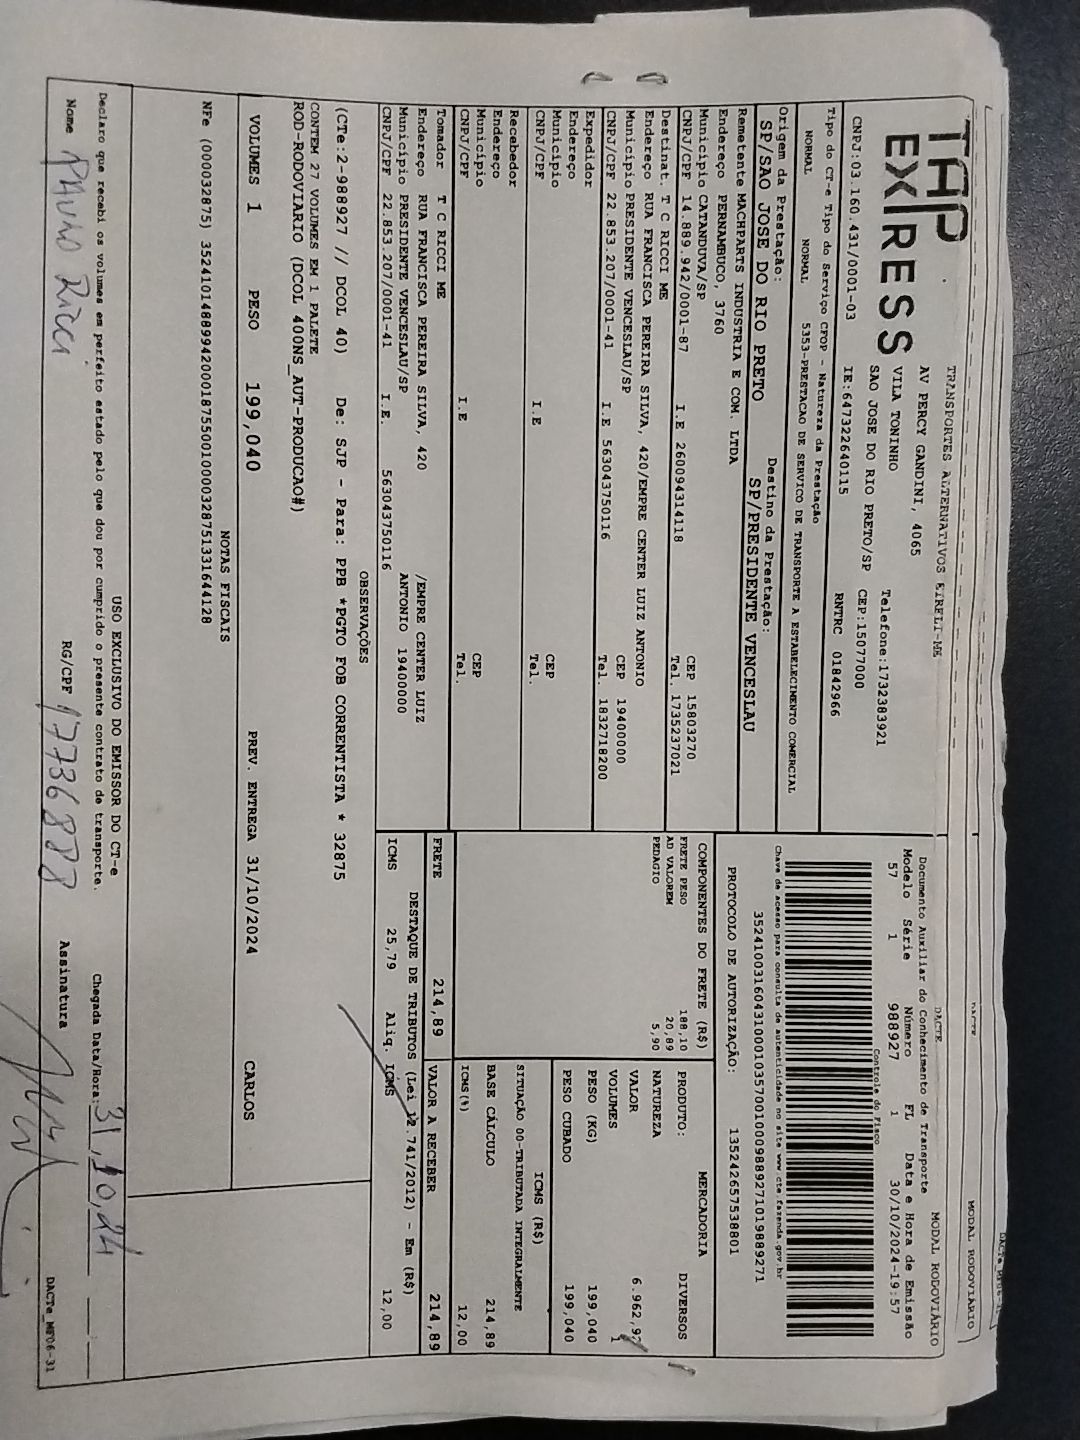 TRANSPORTES ALTERNATIVOS EIRELI-ME
TAP
EXPRESS
AV PERCY GANDINI, 4065
VILA TONINHO
Telefone:1732383921
SAO JOSE DO RIO PRETO/SP CEP:15077000
CNPJ:03.160.431/0001-03 IE:647322640115 RNTRC 01842966
Tipo do CT-e Tipo do Serviço CFOP - Natureza da Prestação
NORMAL NORMAL 5353-PRESTACAO DE SERVICO DE TRANSPORTE A ESTABELECIMENTO COMERCIAL
Origem da Prestação: Destino da Prestação:
SP/SAO JOSE DO RIO PRETO SP/PRESIDENTE VENCESLAU
Remetente MACHPARTS INDUSTRIA E COM. LTDA
Endereço PERNAMBUCO, 3760
Município CATANDUVA/SP CEP 15803270
CNPJ/CPF 14.889.942/0001-87 I.E 260094314118 Tel. 1735237021
Destinat. T C RICCI ME
Endereço RUA FRANCISCA PEREIRA SILVA, 420/EMPRE CENTER LUIZ ANTONIO
Município PRESIDENTE VENCESLAU/SP CEP 19400000
CNPJ/CPF 22.853.207/0001-41 I.E 563043750116 Tel. 1832718200
Expedidor
Endereço
Município CEP
CNPJ/CPF I.E Tel.
Recebedor
Endereço
Município CEP
CNPJ/CPF I.E Tel.
Tomador T C RICCI ME
Endereço RUA FRANCISCA PEREIRA SILVA, 420 /EMPRE CENTER LUIZ
Município PRESIDENTE VENCESLAU/SP ANTONIO 19400000
CNPJ/CPF 22.853.207/0001-41 I.E. 563043750116
DACTE MODAL RODOVIÁRIO
Documento Auxiliar do Conhecimento de Transporte
Modelo Série Número FL Data e Hora de Emissão
57 1 988927 1 30/10/2024-19:57
Controle do Fisco
Chave de acesso para consulta de autenticidade no site www.cte.fazenda.gov.br
35241003160431000103570010009889271019889271
PROTOCOLO DE AUTORIZAÇÃO: 135242657538801
COMPONENTES DO FRETE (R$)
FRETE PESO 188,10
AD VALOREM 20,89
PEDAGIO 5,90
MERCADORIA
PRODUTO: DIVERSOS
NATUREZA
VALOR 6.962,97
VOLUMES 1
PESO (KG) 199,040
PESO CUBADO 199,040
ICMS (R$)
SITUAÇÃO 00-TRIBUTADA INTEGRALMENTE
BASE CÁLCULO 214,89
ICMS(%) 12,00
FRETE 214,89 VALOR A RECEBER 214,89
DESTAQUE DE TRIBUTOS (Lei 12.741/2012) - Em (R$)
ICMS 25,79 Aliq. ICMS 12,00
OBSERVAÇÕES
(CTe:2-988927 // DCOL 40) De: SJP - Para: PPB *PGTO FOB CORRENTISTA * 32875
CONTEM 27 VOLUMES EM 1 PALETE
ROD-RODOVIARIO (DCOL 400NS_AUT-PRODUCAO#)
VOLUMES 1 PESO 199,040 PREV. ENTREGA 31/10/2024 CARLOS
NOTAS FISCAIS
NFe (000032875) 35241014889942000187550010000328751331644128
USO EXCLUSIVO DO EMISSOR DO CT-e
Declaro que recebi os volumes em perfeito estado pelo que dou por cumprido o presente contrato de transporte. Chegada Data/Hora: 31,10,24
Nome Paulo Ricci RG/CPF 17736888 Assinatura
DACTe_MF06-31
DACTE
MODAL RODOVIÁRIO